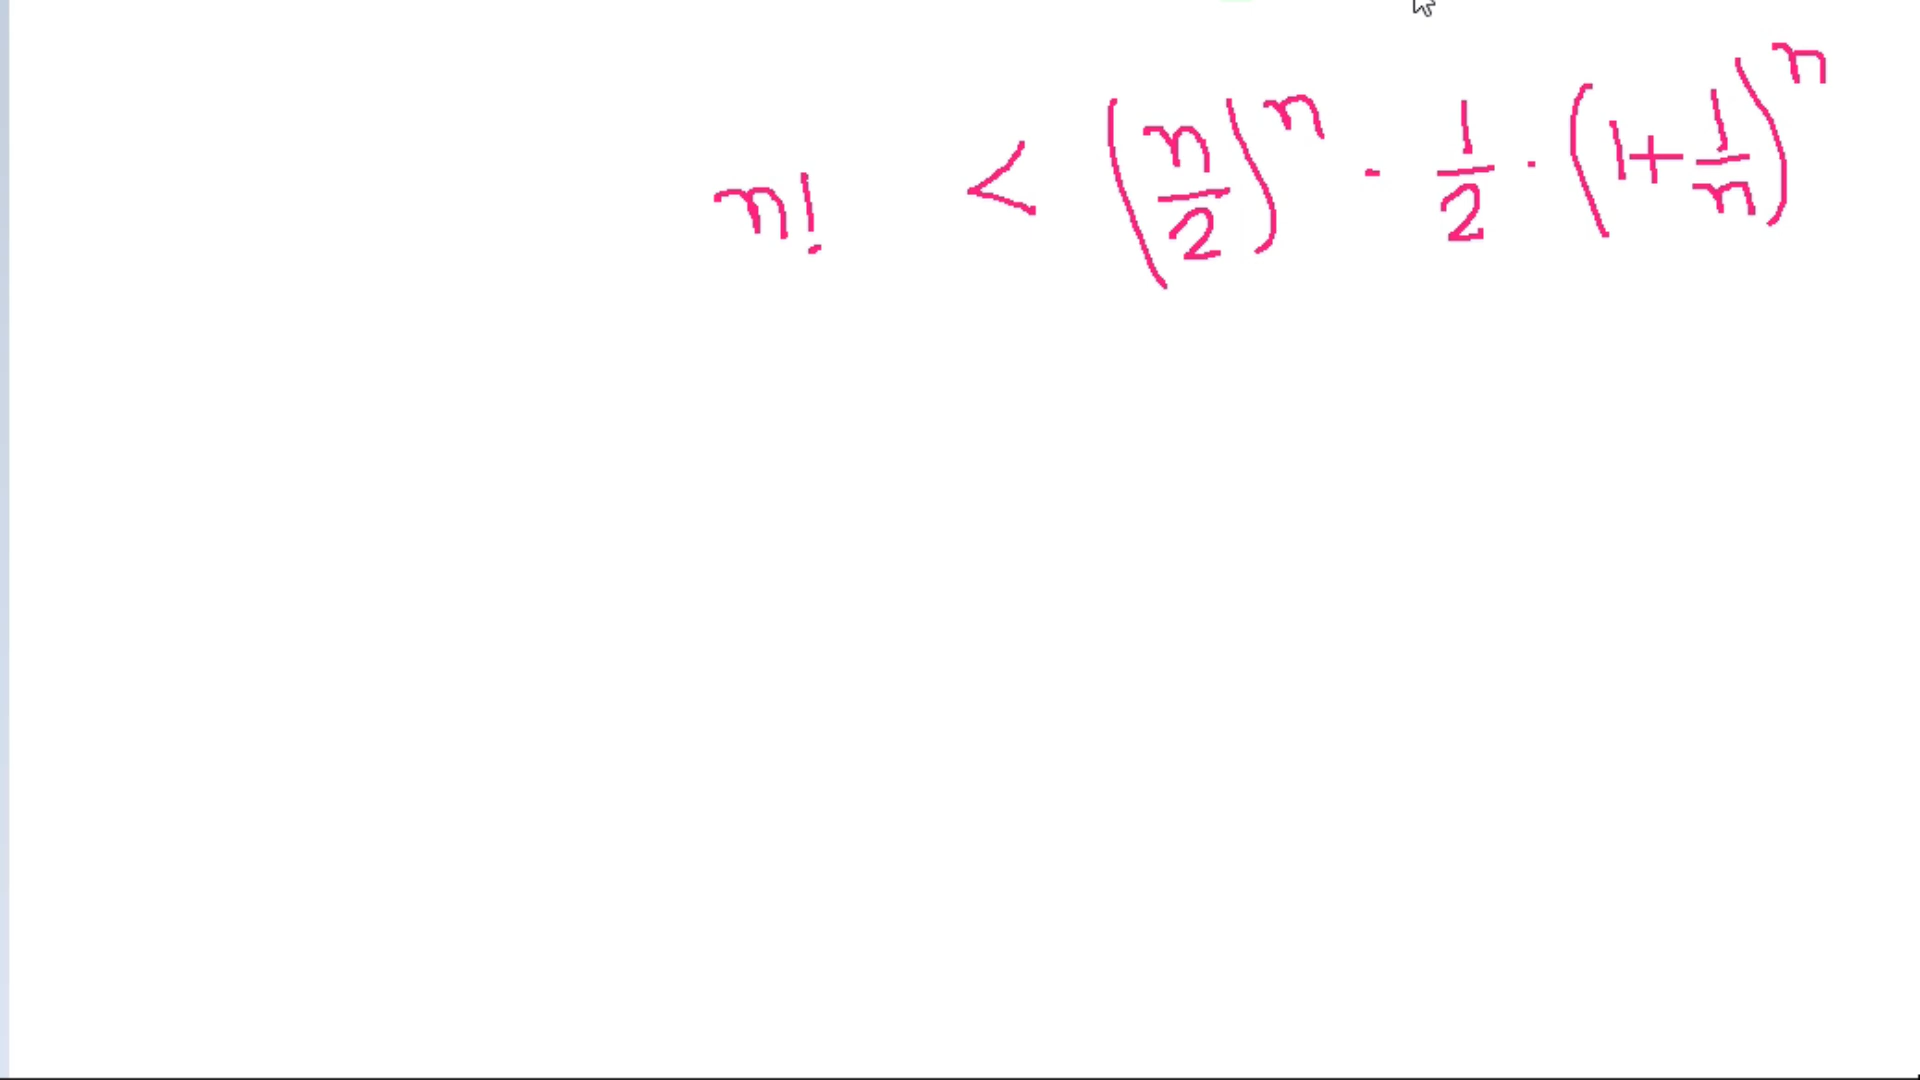 n! < (n/2)^n · 1/2 · (1+1/n)^n